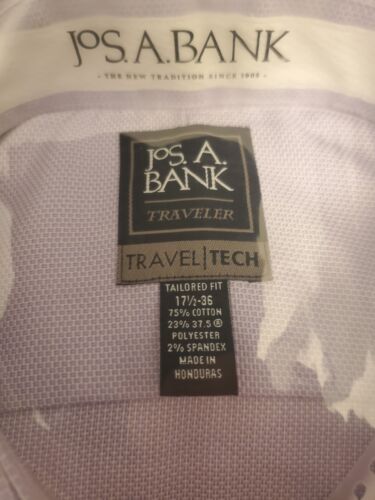 JOS. A. BANK
- THE NEW TRADITION SINCE 1905 -
JOS. A.
BANK
TRAVELER
TRAVEL|TECH
TAILORED FIT
17½-36
75% COTTON
23% 37.5 ®
POLYESTER
2% SPANDEX
MADE IN
HONDURAS